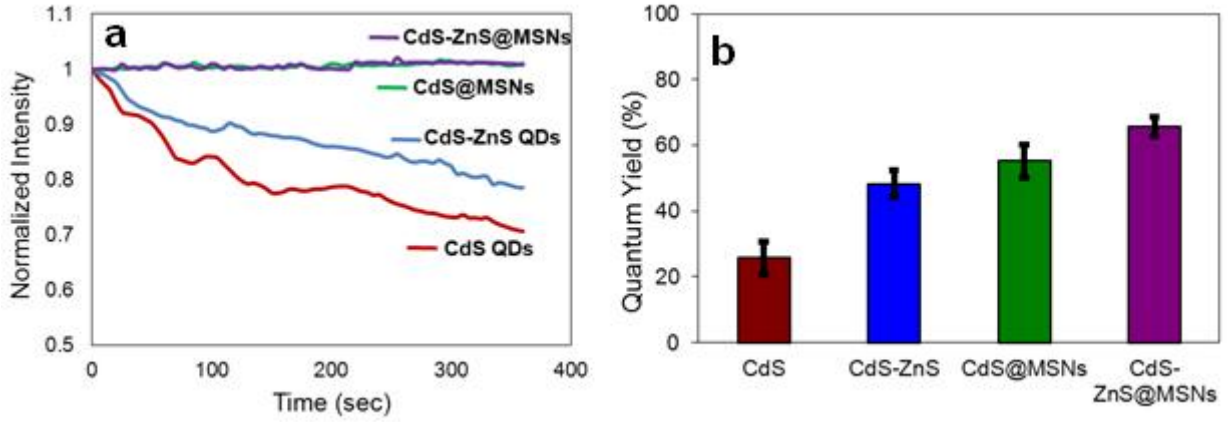 a
1.1
1
0.9
0.8
0.7
0.6
0.5
Normalized Intensity
CdS-ZnS@MSNs
CdS@MSNs
CdS-ZnS QDs
CdS QDs
0 100 200 300 400
Time (sec)
b
100
80
60
40
20
0
Quantum Yield (%)
CdS CdS-ZnS CdS@MSNs CdS-
ZnS@MSNs